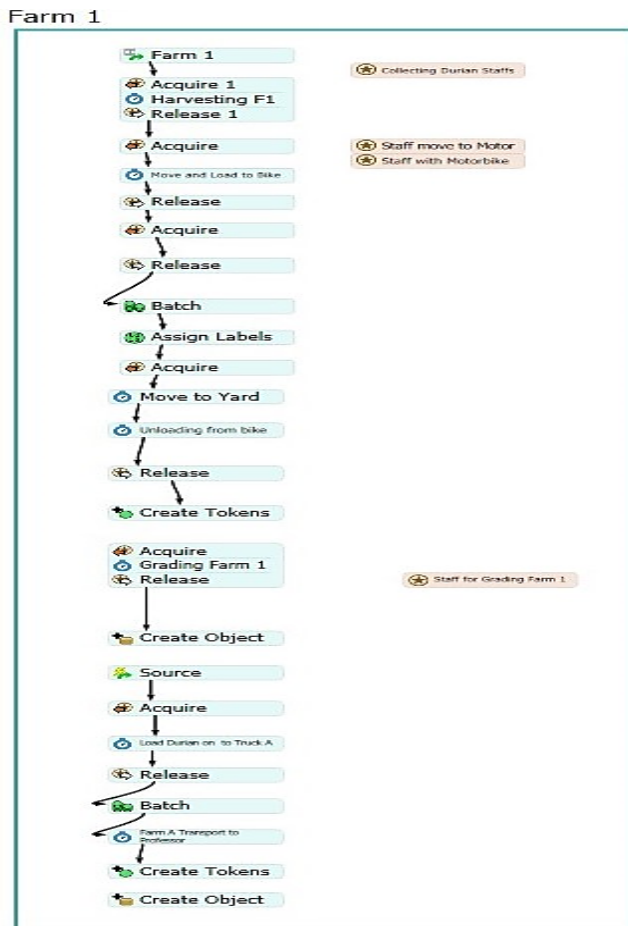 Farm 1
Farm 1
Collecting Durian Staffs
Acquire 1
Harvesting F1
Release 1
Acquire
Staff move to Motor
Staff with Motorbike
Move and Load to Bike
Release
Acquire
Release
Batch
Assign Labels
Acquire
Move to Yard
Unloading from bike
Release
Create Tokens
Acquire
Grading Farm 1
Release
Staff for Grading Farm 1
Create Object
Source
Acquire
Load Durian on to Truck A
Release
Batch
Farm A Transport to
Professor
Create Tokens
Create Object